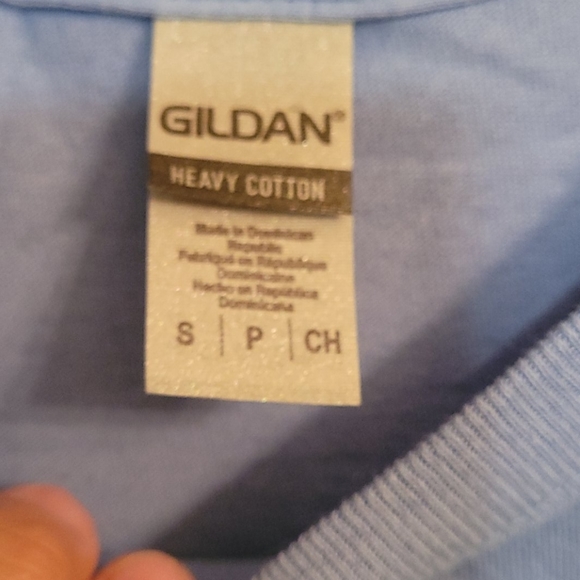 GILDAN®
HEAVY COTTON
Made in Dominican
Republic
Fabriqué en République
Dominicaine
Hecho en República
Dominicana
S | P | CH